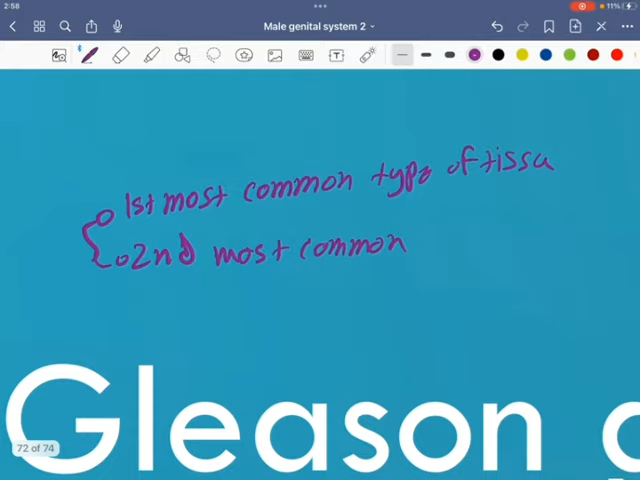 2:58
11%
Male genital system 2
1st most common type of tissu
2nd most common
Gleason
72 of 74